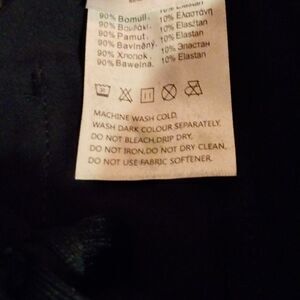 90% Bomull. 10% Elastan
90% Βαμβάκι. 10% Ελαστάνη
90% Pamut. 10% Elasztan
90% Bavlněný. 10% Elastan
90% Хлопок. 10% Эластан
90% Bawełna. 10% Elastan
MACHINE WASH COLD,
WASH DARK COLOUR SEPARATELY,
DO NOT BLEACH,DRIP DRY,
DO NOT IRON,DO NOT DRY CLEAN,
DO NOT USE FABRIC SOFTENER.